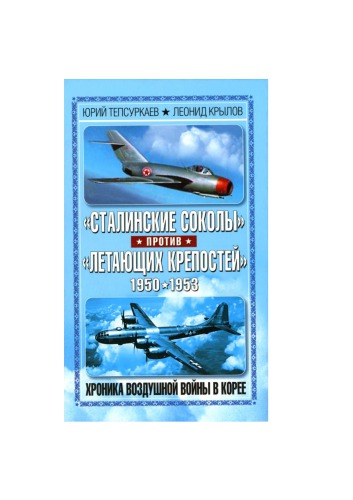 ЮРИЙ ТЕПСУРКАЕВ ★ ЛЕОНИД КРЫЛОВ
«СТАЛИНСКИЕ СОКОЛЫ»
★ ПРОТИВ ★
«ЛЕТАЮЩИХ КРЕПОСТЕЙ»
1950★1953
ХРОНИКА ВОЗДУШНОЙ ВОЙНЫ В КОРЕЕ